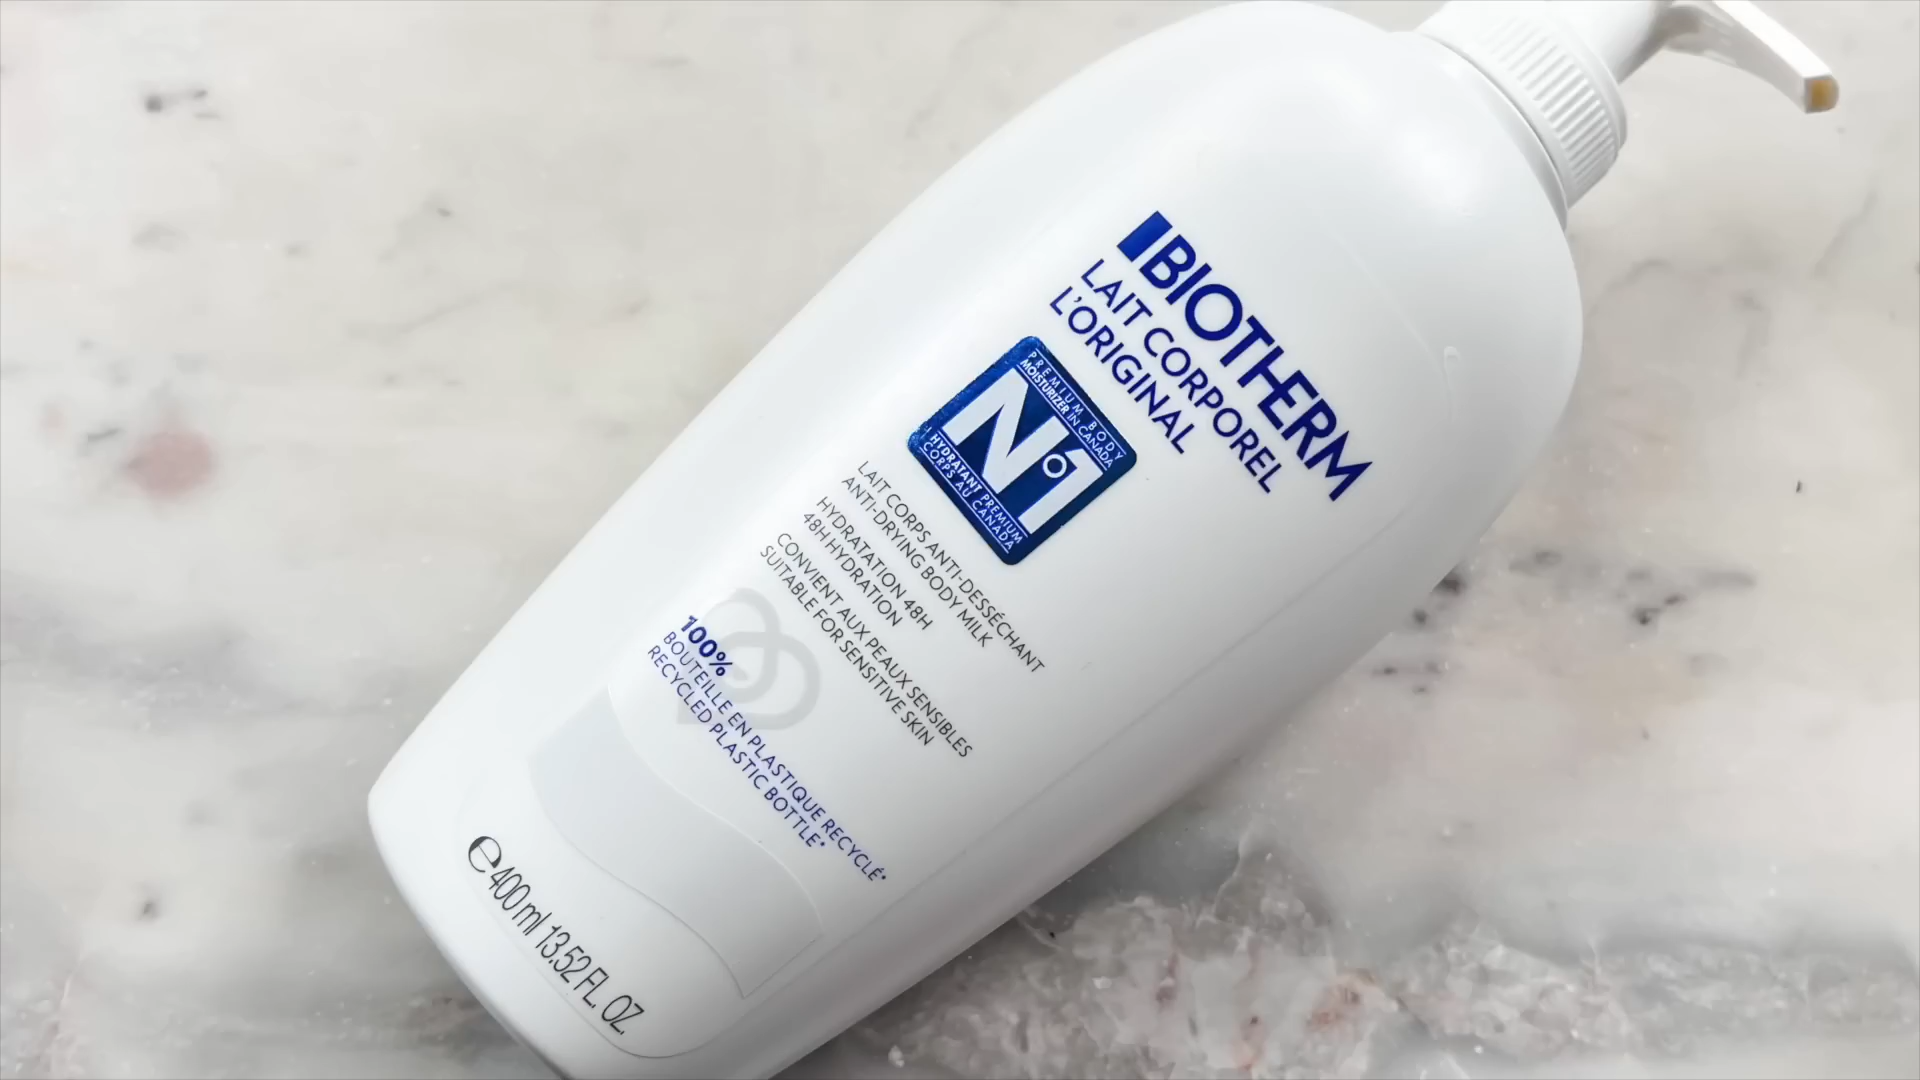 BIOTHERM
LAIT CORPOREL
L'ORIGINAL
PREMIUM BODY
MOISTURIZER IN CANADA
N°1
HYDRATANT PREMIUM
CORPS AU CANADA
LAIT CORPS ANTI-DESSÉCHANT
ANTI-DRYING BODY MILK
HYDRATATION 48H
48H HYDRATION
CONVIENT AUX PEAUX SENSIBLES
SUITABLE FOR SENSITIVE SKIN
100%
BOUTEILLE EN PLASTIQUE RECYCLÉ*
RECYCLED PLASTIC BOTTLE*
℮ 400 ml 13.52 FL. OZ.